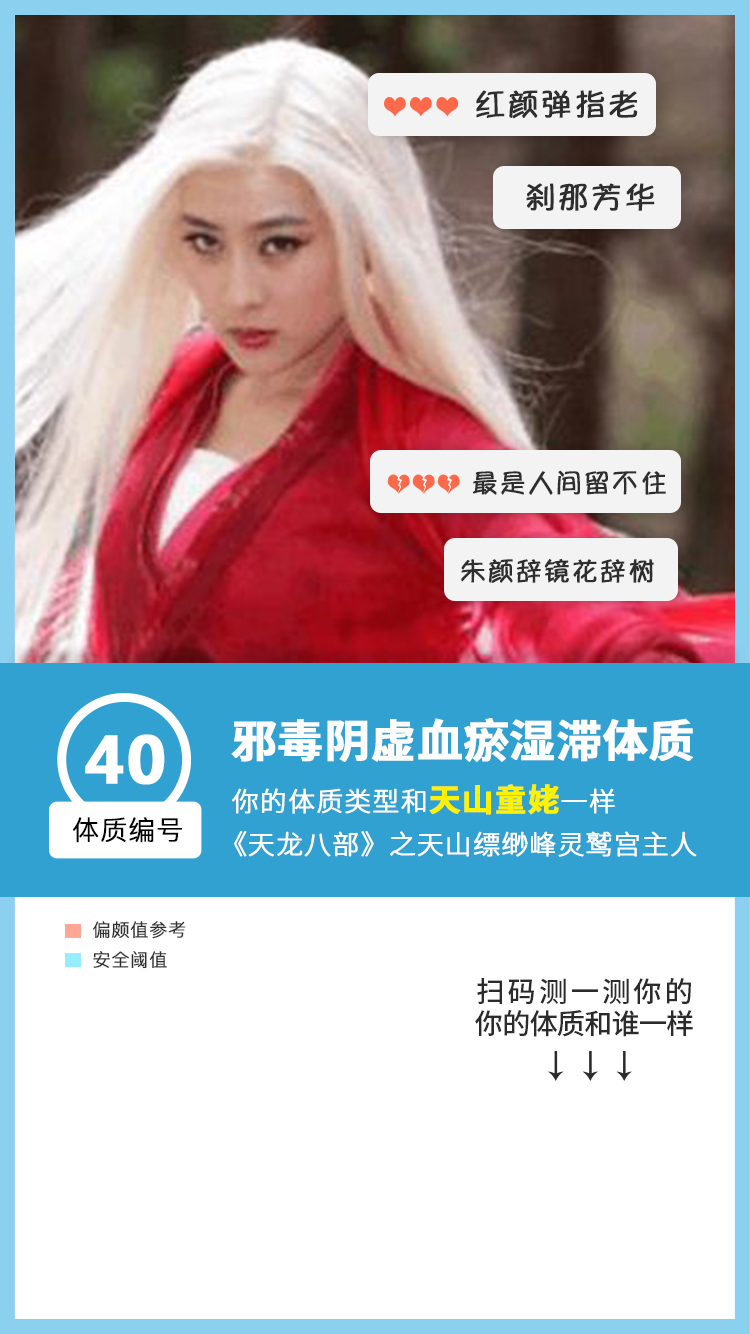 红颜弹指老
刹那芳华
最是人间留不住
朱颜辞镜花辞树
40
体质编号
邪毒阴虚血瘀湿滞体质
你的体质类型和天山童姥一样
《天龙八部》之天山缥缈峰灵鹫宫主人
偏颇值参考
安全阈值
扫码测一测你的
你的体质和谁一样
↓ ↓ ↓